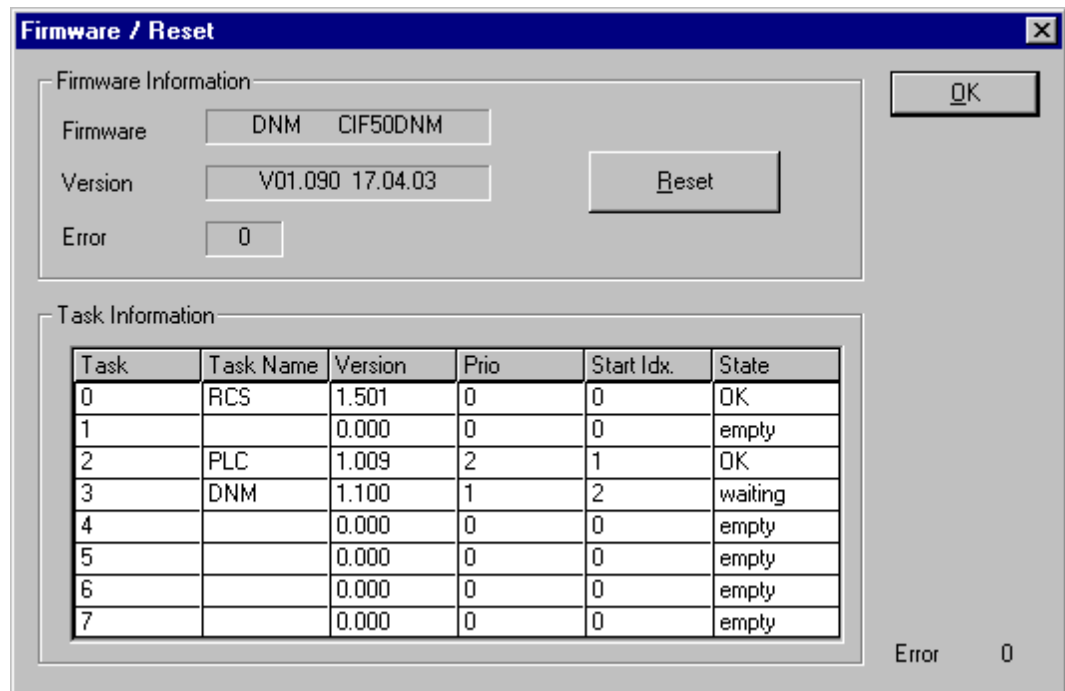 Firmware / Reset
Firmware Information
OK
Firmware DNM CIF50DNM
Version V01.090 17.04.03
Reset
Error 0
Task Information
Task Task Name Version Prio Start Idx. State
0 RCS 1.501 0 0 OK
1 0.000 0 0 empty
2 PLC 1.009 2 1 OK
3 DNM 1.100 1 2 waiting
4 0.000 0 0 empty
5 0.000 0 0 empty
6 0.000 0 0 empty
7 0.000 0 0 empty
Error 0